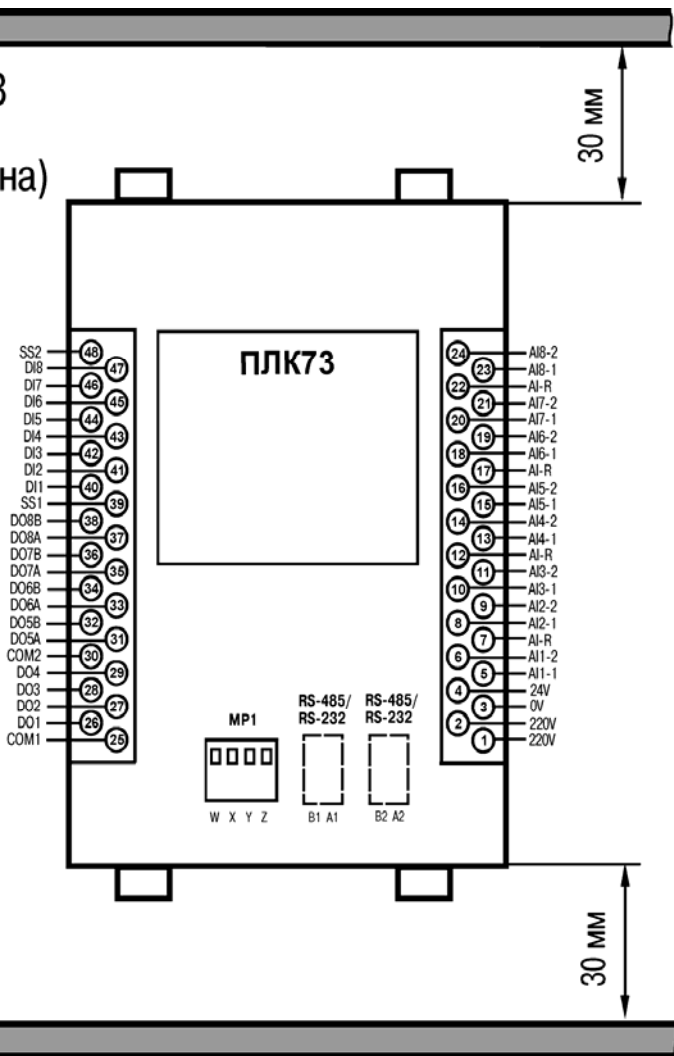 3
на)
30 мм
ПЛК73
SS2 48
DI8 47
DI7 46
DI6 45
DI5 44
DI4 43
DI3 42
DI2 41
DI1 40
SS1 39
DO8B 38
DO8A 37
DO7B 36
DO7A 35
DO6B 34
DO6A 33
DO5B 32
DO5A 31
COM2 30
DO4 29
DO3 28
DO2 27
DO1 26
COM1 25
24 AI8-2
23 AI8-1
22 AI-R
21 AI7-2
20 AI7-1
19 AI6-2
18 AI6-1
17 AI-R
16 AI5-2
15 AI5-1
14 AI4-2
13 AI4-1
12 AI-R
11 AI3-2
10 AI3-1
9 AI2-2
8 AI2-1
7 AI-R
6 AI1-2
5 AI1-1
4 24V
3 0V
2 220V
1 220V
MP1
W X Y Z
RS-485/
RS-232
B1 A1
RS-485/
RS-232
B2 A2
30 мм